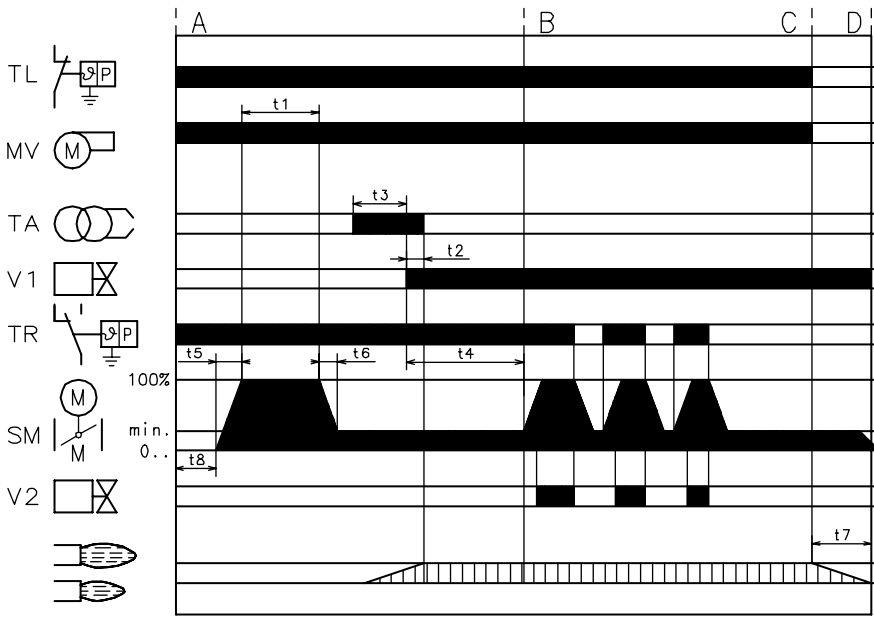 A B C D
TL ϑ P
t1
MV M
t3
TA
t2
V1
TR ϑ P
t5 t6 t4
100%
M
SM min.
M 0..
t8
V2
t7